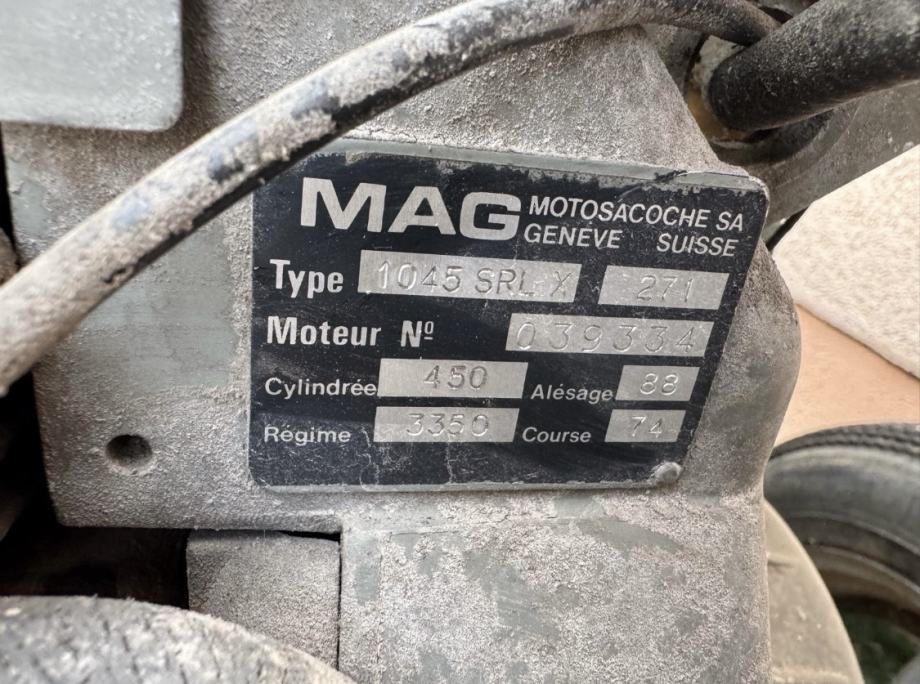 MAG MOTOSACOCHE SA
GENÈVE SUISSE
Type 1045 SRL X 271
Moteur Nº 039334
Cylindrée 450 Alésage 88
Régime 3350 Course 74